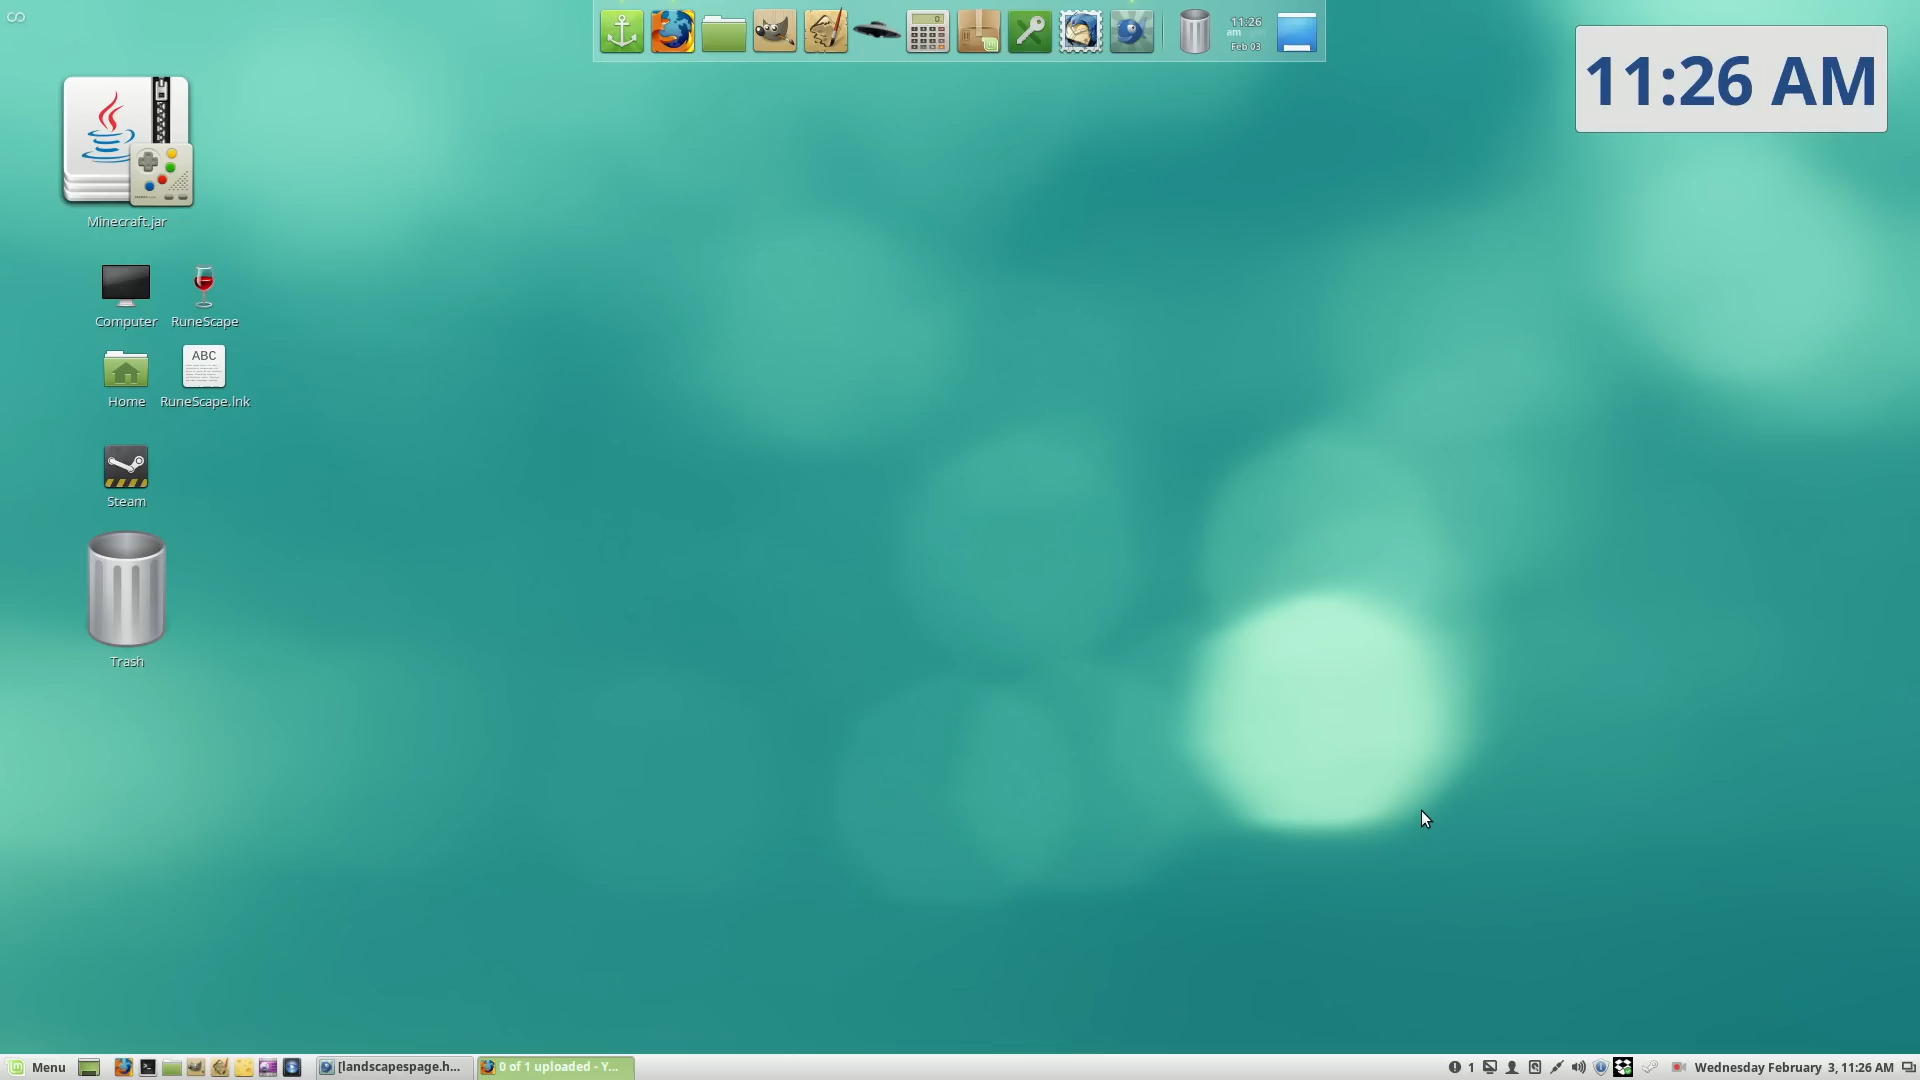 11:26
am
Feb 03
11:26 AM
Minecraft.jar
Computer
RuneScape
ABC
Home
RuneScape.lnk
Steam
Trash
Menu
[landscapespage.h...
0 of 1 uploaded - Y...
1
Wednesday February 3, 11:26 AM